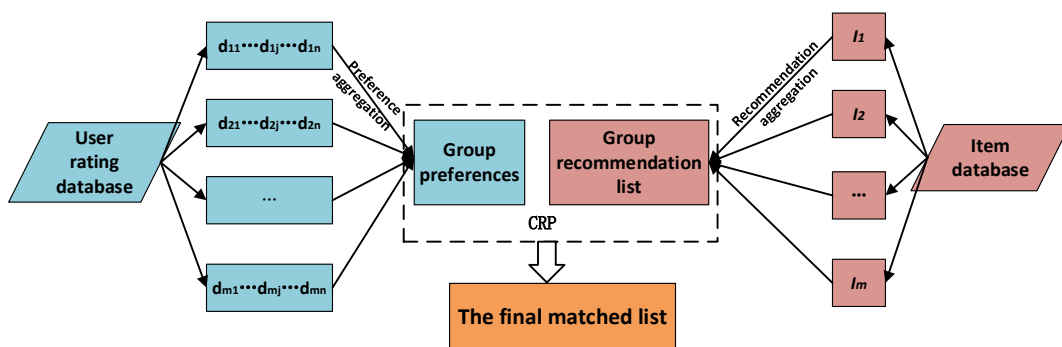 User
rating
database
d11•••d1j•••d1n
d21•••d2j•••d2n
...
dm1•••dmj•••dmn
Preference
aggregation
Group
preferences
Group
recommendation
list
CRP
The final matched list
Recommendation
aggregation
I1
I2
•••
Im
Item
database